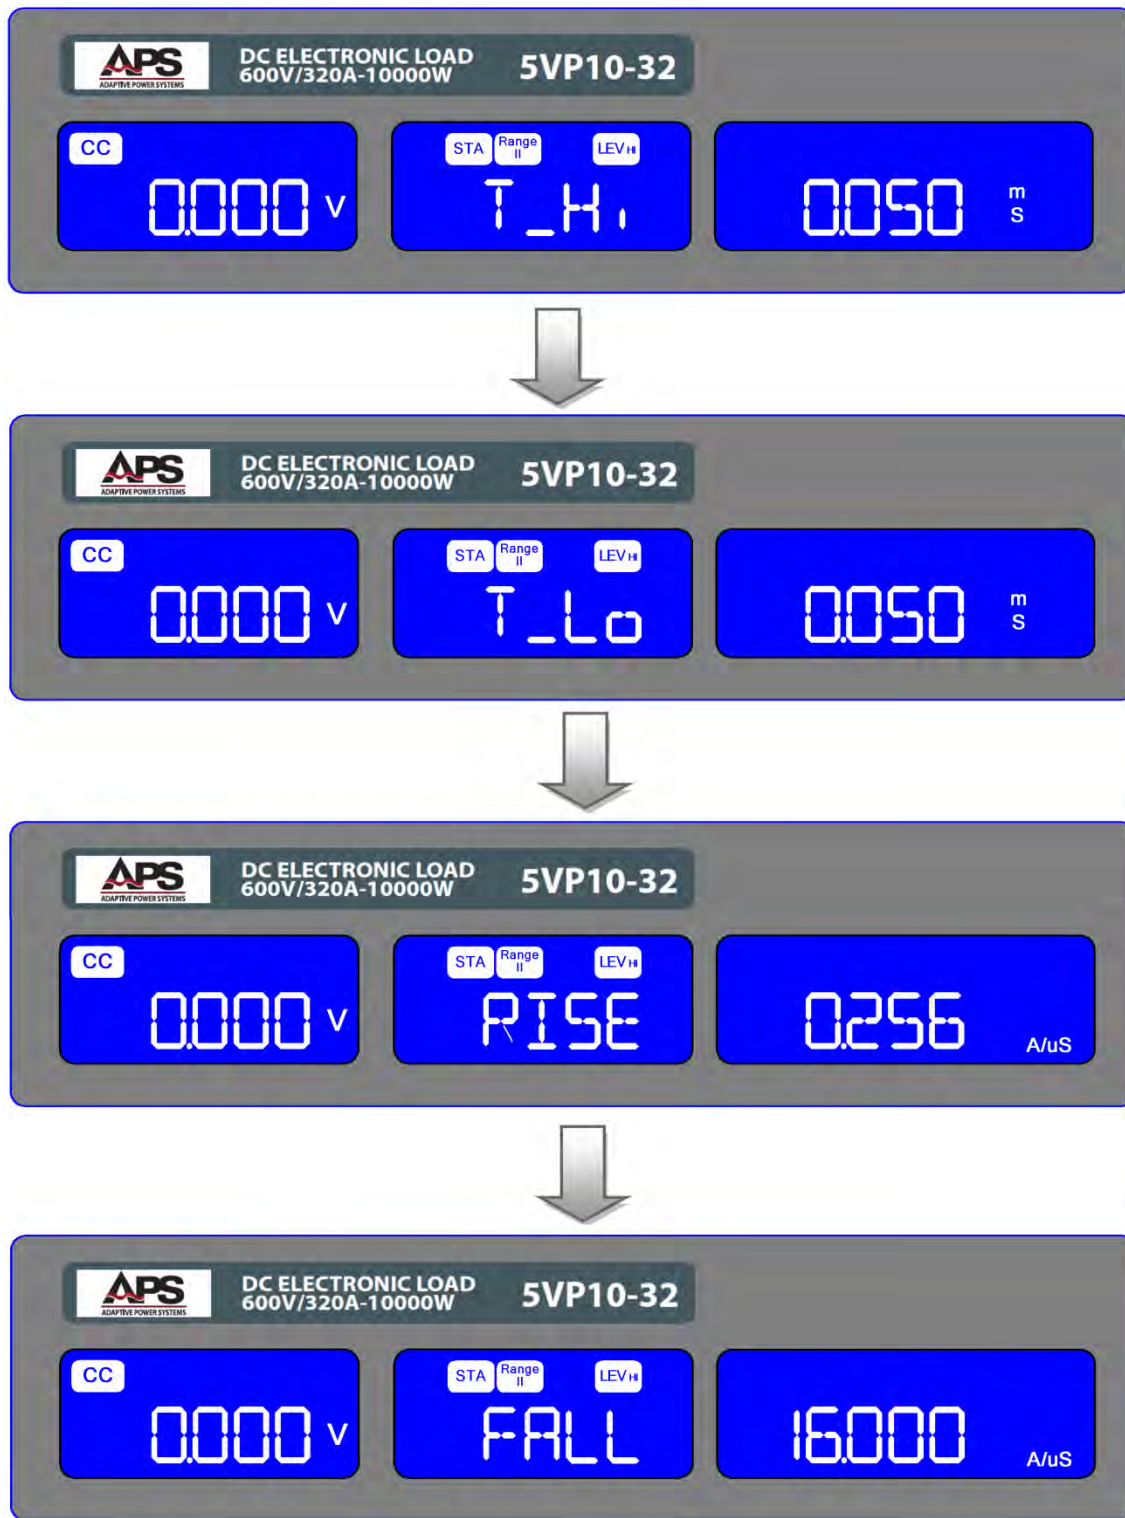 APS
ADAPTIVE POWER SYSTEMS
DC ELECTRONIC LOAD
600V/320A-10000W
5VP10-32
CC
0.000 V
STA Range II LEV HI
T_Hi
0.050 m S
APS
ADAPTIVE POWER SYSTEMS
DC ELECTRONIC LOAD
600V/320A-10000W
5VP10-32
CC
0.000 V
STA Range II LEV HI
T_Lo
0.050 m S
APS
ADAPTIVE POWER SYSTEMS
DC ELECTRONIC LOAD
600V/320A-10000W
5VP10-32
CC
0.000 V
STA Range II LEV HI
RISE
0.256 A/uS
APS
ADAPTIVE POWER SYSTEMS
DC ELECTRONIC LOAD
600V/320A-10000W
5VP10-32
CC
0.000 V
STA Range II LEV HI
FALL
16.000 A/uS